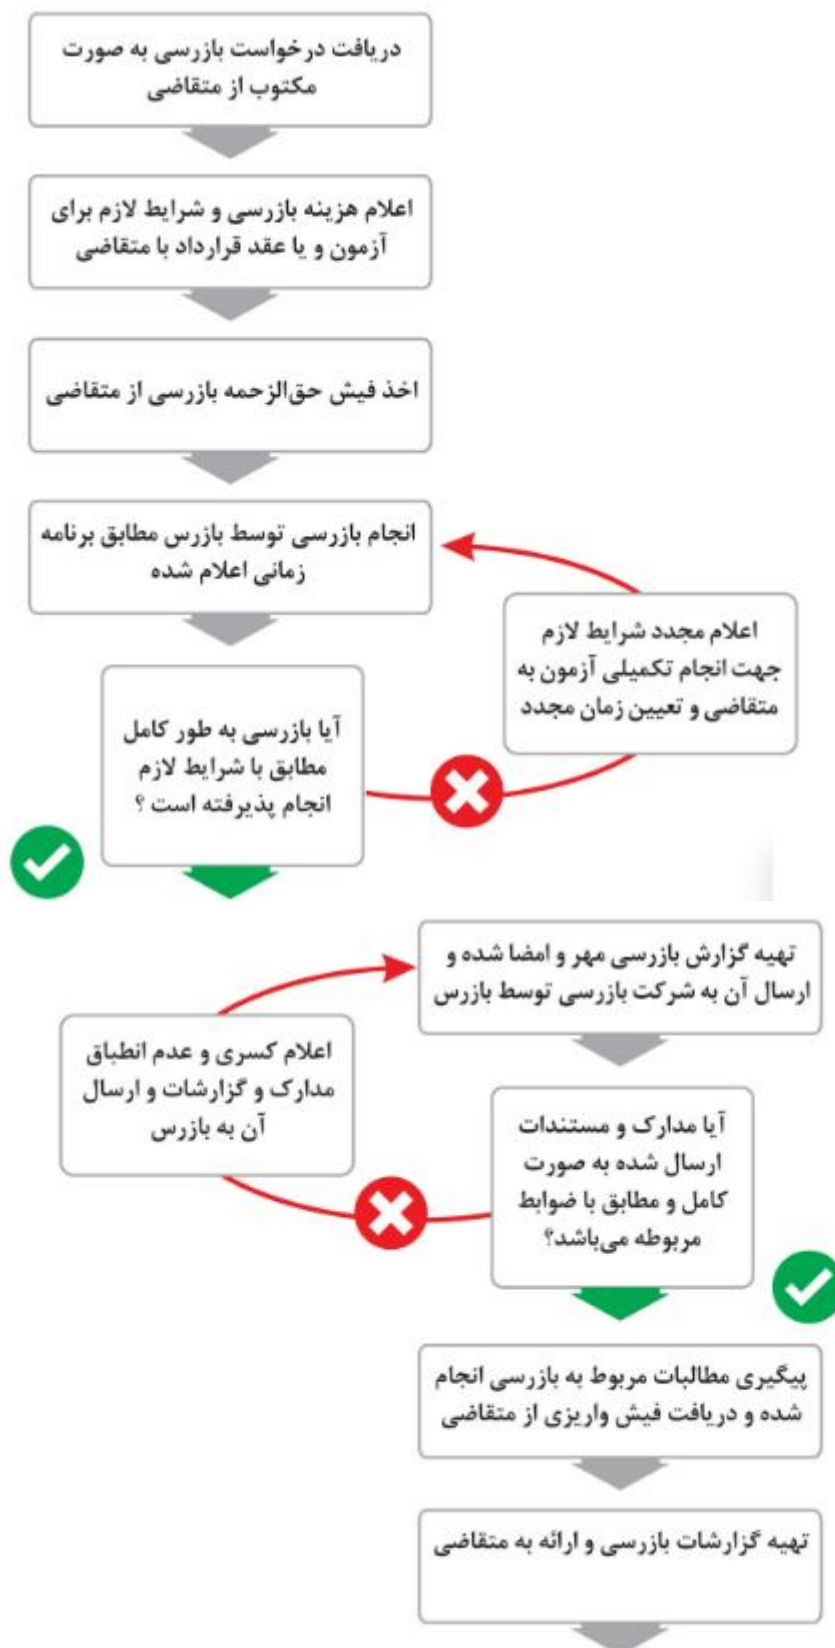 دریافت درخواست بازرسی به صورت
مکتوب از متقاضی
اعلام هزینه بازرسی و شرایط لازم برای
آزمون و یا عقد قرارداد با متقاضی
اخذ فیش حق‌الزحمه بازرسی از متقاضی
انجام بازرسی توسط بازرس مطابق برنامه
زمانی اعلام شده
اعلام مجدد شرایط لازم
جهت انجام تکمیلی آزمون به
متقاضی و تعیین زمان مجدد
آیا بازرسی به طور کامل
مطابق با شرایط لازم
انجام پذیرفته است ؟
تهیه گزارش بازرسی مهر و امضا شده و
ارسال آن به شرکت بازرسی توسط بازرس
اعلام کسری و عدم انطباق
مدارک و گزارشات و ارسال
آن به بازرس
آیا مدارک و مستندات
ارسال شده به صورت
کامل و مطابق با ضوابط
مربوطه می‌باشد؟
پیگیری مطالبات مربوط به بازرسی انجام
شده و دریافت فیش واریزی از متقاضی
تهیه گزارشات بازرسی و ارائه به متقاضی